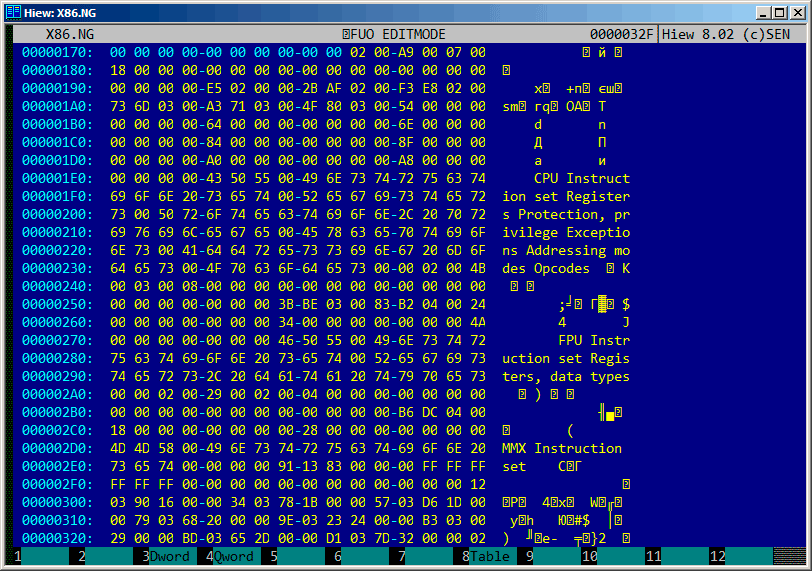 Hiew: X86.NG
X86.NG FUO EDITMODE 0000032F Hiew 8.02 (c)SEN
00000170: 00 00 00 00-00 00 00 00-00 00 02 00-A9 00 07 00 й
00000180: 18 00 00 00-00 00 00 00-00 00 00 00-00 00 00 00
00000190: 00 00 00 00-E5 02 00 00-2B AF 02 00-F3 E8 02 00 х +п єш
000001A0: 73 6D 03 00-A3 71 03 00-4F 80 03 00-54 00 00 00 sm гq OА T
000001B0: 00 00 00 00-64 00 00 00-00 00 00 00-6E 00 00 00 d n
000001C0: 00 00 00 00-84 00 00 00-00 00 00 00-8F 00 00 00 Д П
000001D0: 00 00 00 00-A0 00 00 00-00 00 00 00-A8 00 00 00 а и
000001E0: 00 00 00 00-43 50 55 00-49 6E 73 74-72 75 63 74 CPU Instruct
000001F0: 69 6F 6E 20-73 65 74 00-52 65 67 69-73 74 65 72 ion set Register
00000200: 73 00 50 72-6F 74 65 63-74 69 6F 6E-2C 20 70 72 s Protection, pr
00000210: 69 76 69 6C-65 67 65 00-45 78 63 65-70 74 69 6F ivilege Exceptio
00000220: 6E 73 00 41-64 64 72 65-73 73 69 6E-67 20 6D 6F ns Addressing mo
00000230: 64 65 73 00-4F 70 63 6F-64 65 73 00-00 02 00 4B des Opcodes K
00000240: 00 03 00 08-00 00 00 00-00 00 00 00-00 00 00 00
00000250: 00 00 00 00-00 00 00 3B-BE 03 00 83-B2 04 00 24 ;╛ Г▓ $
00000260: 00 00 00 00-00 00 00 34-00 00 00 00-00 00 00 4A 4 J
00000270: 00 00 00 00-00 00 00 46-50 55 00 49-6E 73 74 72 FPU Instr
00000280: 75 63 74 69-6F 6E 20 73-65 74 00 52-65 67 69 73 uction set Regis
00000290: 74 65 72 73-2C 20 64 61-74 61 20 74-79 70 65 73 ters, data types
000002A0: 00 00 02 00-29 00 02 00-04 00 00 00-00 00 00 00 )
000002B0: 00 00 00 00-00 00 00 00-00 00 00 00-B6 DC 04 00 ╢▄
000002C0: 18 00 00 00-00 00 00 00-28 00 00 00-00 00 00 00 (
000002D0: 4D 4D 58 00-49 6E 73 74-72 75 63 74-69 6F 6E 20 MMX Instruction
000002E0: 73 65 74 00-00 00 00 00-91 13 83 00-00 00 FF FF set С Г
000002F0: FF FF FF 00-00 00 00 00-00 00 00 00-00 00 00 12
00000300: 03 90 16 00-00 34 03 78-1B 00 00 57-03 D6 1D 00 Р 4 x W ╓
00000310: 00 79 03 68-20 00 00 9E-03 23 24 00-00 B3 03 00 y h Ю #$ │
00000320: 29 00 00 BD-03 65 2D 00-00 D1 03 7D-32 00 00 02 ) ╜ e- ╤ }2
1 2 3Dword 4Qword 5 6 7 8Table 9 10 11 12